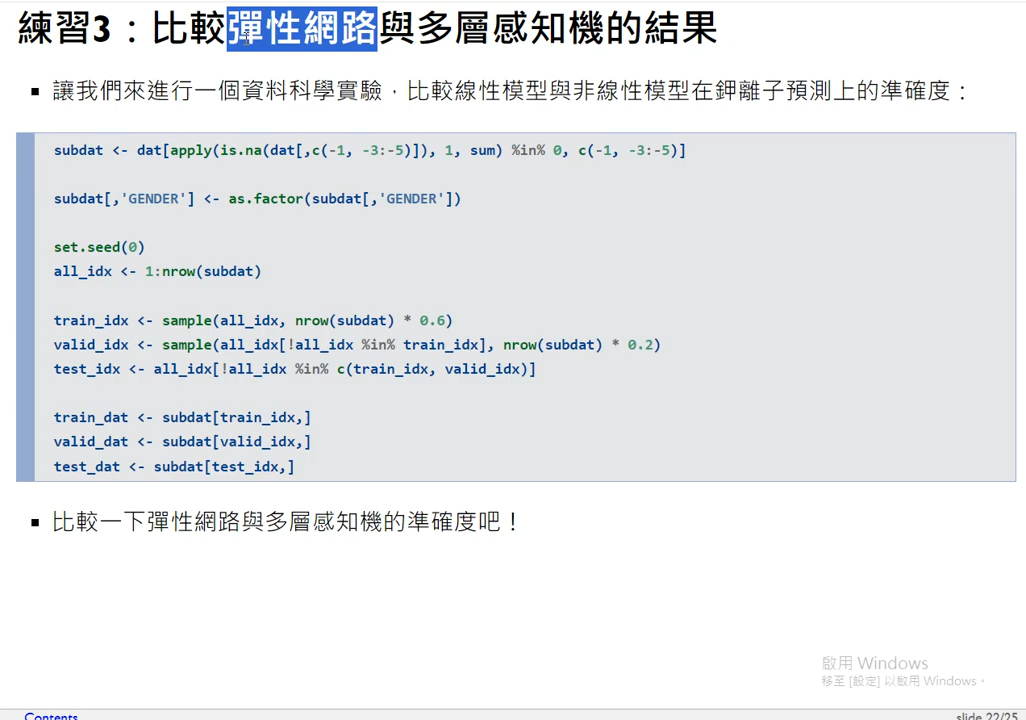 練習3：比較彈性網路與多層感知機的結果
讓我們來進行一個資料科學實驗，比較線性模型與非線性模型在鉀離子預測上的準確度：
subdat <- dat[apply(is.na(dat[,c(-1, -3:-5)]), 1, sum) %in% 0, c(-1, -3:-5)]
subdat[,'GENDER'] <- as.factor(subdat[,'GENDER'])
set.seed(0)
all_idx <- 1:nrow(subdat)
train_idx <- sample(all_idx, nrow(subdat) * 0.6)
valid_idx <- sample(all_idx[!all_idx %in% train_idx], nrow(subdat) * 0.2)
test_idx <- all_idx[!all_idx %in% c(train_idx, valid_idx)]
train_dat <- subdat[train_idx,]
valid_dat <- subdat[valid_idx,]
test_dat <- subdat[test_idx,]
比較一下彈性網路與多層感知機的準確度吧！
啟用 Windows
移至 [設定] 以啟用 Windows。
Contents
slide 22/25